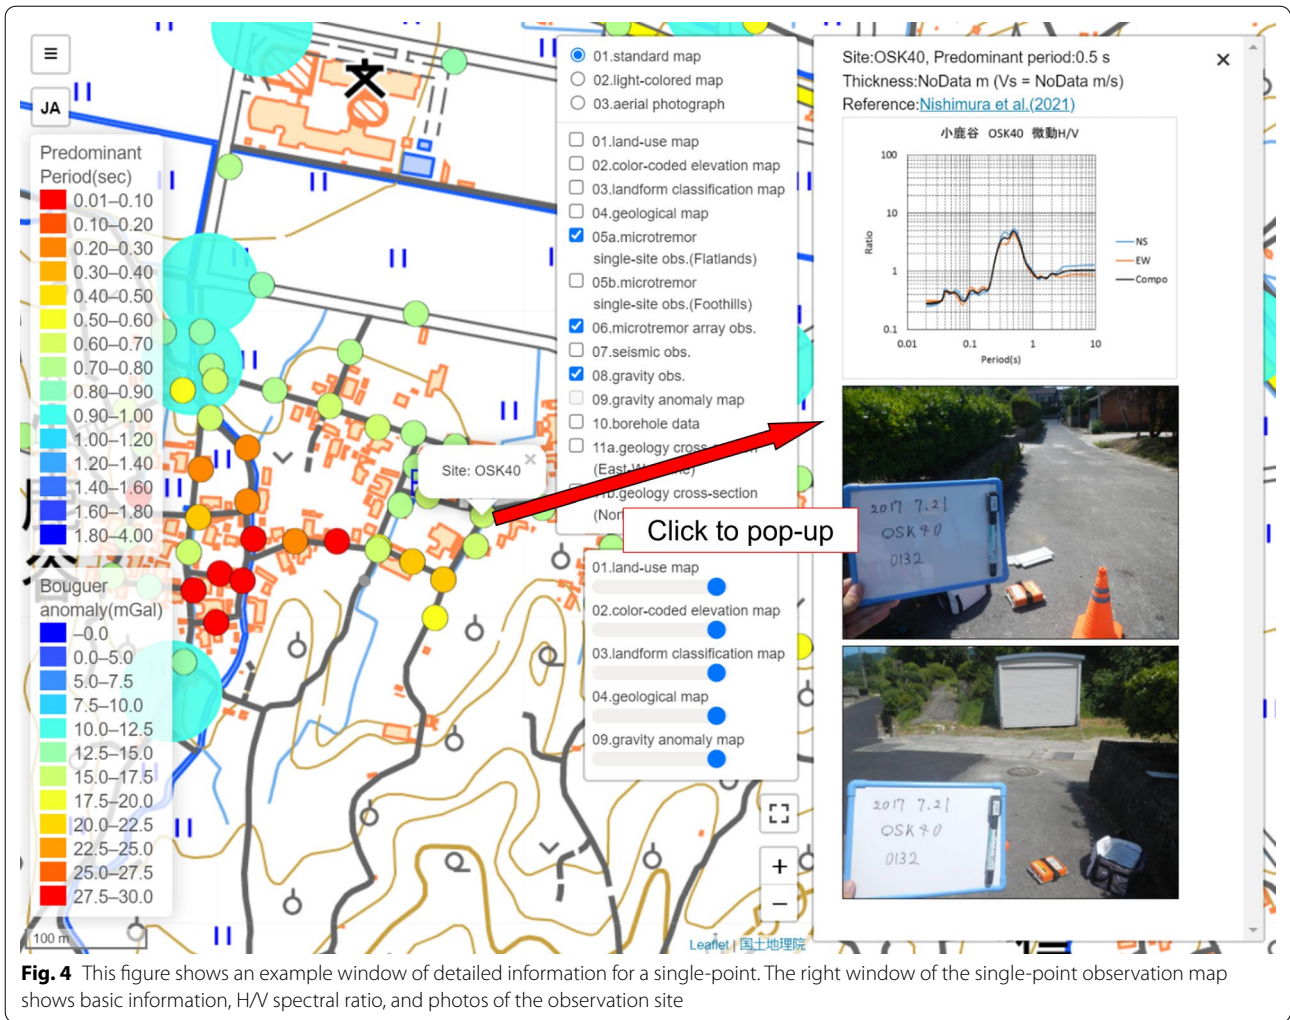 JA
Predominant
Period(sec)
0.01–0.10
0.10–0.20
0.20–0.30
0.30–0.40
0.40–0.50
0.50–0.60
0.60–0.70
0.70–0.80
0.80–0.90
0.90–1.00
1.00–1.20
1.20–1.40
1.40–1.60
1.60–1.80
1.80–4.00
鹿
谷
Bouguer
anomaly(mGal)
–0.0
0.0–5.0
5.0–7.5
7.5–10.0
10.0–12.5
12.5–15.0
15.0–17.5
17.5–20.0
20.0–22.5
22.5–25.0
25.0–27.5
27.5–30.0
100 m
文
Site: OSK40 ×
01.standard map
02.light-colored map
03.aerial photograph
01.land-use map
02.color-coded elevation map
03.landform classification map
04.geological map
05a.microtremor
single-site obs.(Flatlands)
05b.microtremor
single-site obs.(Foothills)
06.microtremor array obs.
07.seismic obs.
08.gravity obs.
09.gravity anomaly map
10.borehole data
11a.geology cross-
(East-W
b.geology cross-section
(Nor
Click to pop-up
01.land-use map
02.color-coded elevation map
03.landform classification map
04.geological map
09.gravity anomaly map
+
−
Leaflet | 国土地理院
Site:OSK40, Predominant period:0.5 s
Thickness:NoData m (Vs = NoData m/s)
Reference:Nishimura et al.(2021)
×
小鹿谷 OSK40 微動H/V
100
10
1
0.1
Ratio
0.01 0.1 1 10
Period(s)
NS
EW
Compo
2017 7.21
OSK40
0132
2017 7.21
OSK40
0132
Fig. 4 This figure shows an example window of detailed information for a single-point. The right window of the single-point observation map
shows basic information, H/V spectral ratio, and photos of the observation site